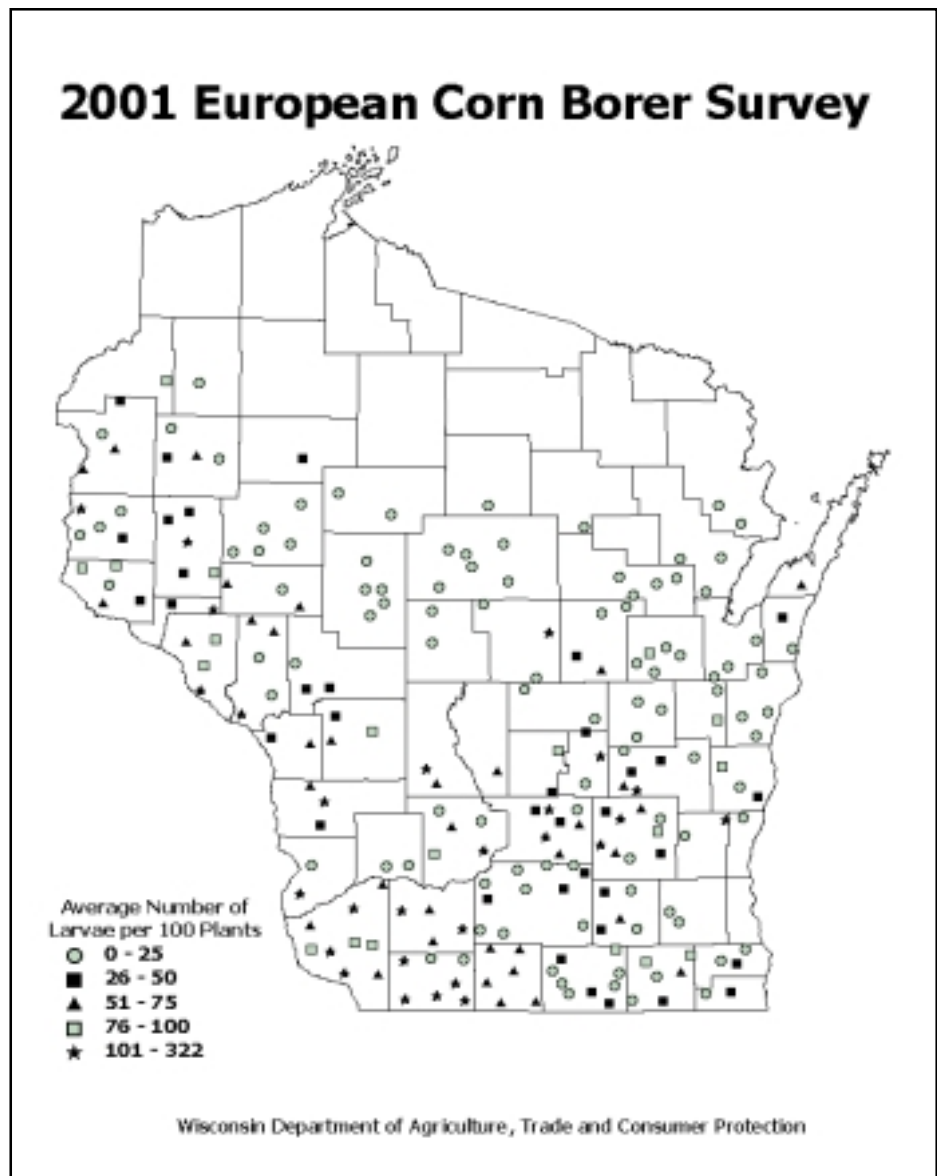 2001 European Corn Borer Survey
Average Number of
Larvae per 100 Plants
0 - 25
26 - 50
51 - 75
76 - 100
101 - 322
Wisconsin Department of Agriculture, Trade and Consumer Protection